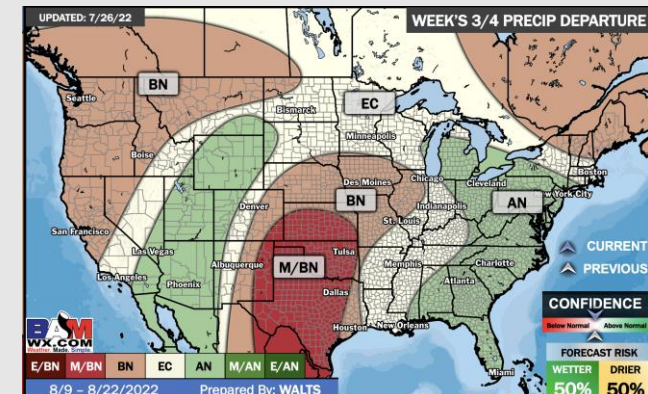 UPDATED: 7/26/22
WEEK'S 3/4 PRECIP DEPARTURE
BN
Seattle
EC
Bismarck
Minneapolis
Boise
Boston
Chicago
Cleveland
New York City
Des Moines
BN
Indianapolis
AN
Denver
St. Louis
San Francisco
Las Vegas
Tulsa
Albuquerque
M/BN
Memphis
Charlotte
Los Angeles
Phoenix
Dallas
Atlanta
Houston
New Orleans
Miami
CURRENT
PREVIOUS
CONFIDENCE
Below Normal Above Normal
FORECAST RISK
WETTER DRIER
50% 50%
BAM
WX.COM
Weather. Made. Simple.
E/BN M/BN BN EC AN M/AN E/AN
8/9 – 8/22/2022 Prepared By: WALTS